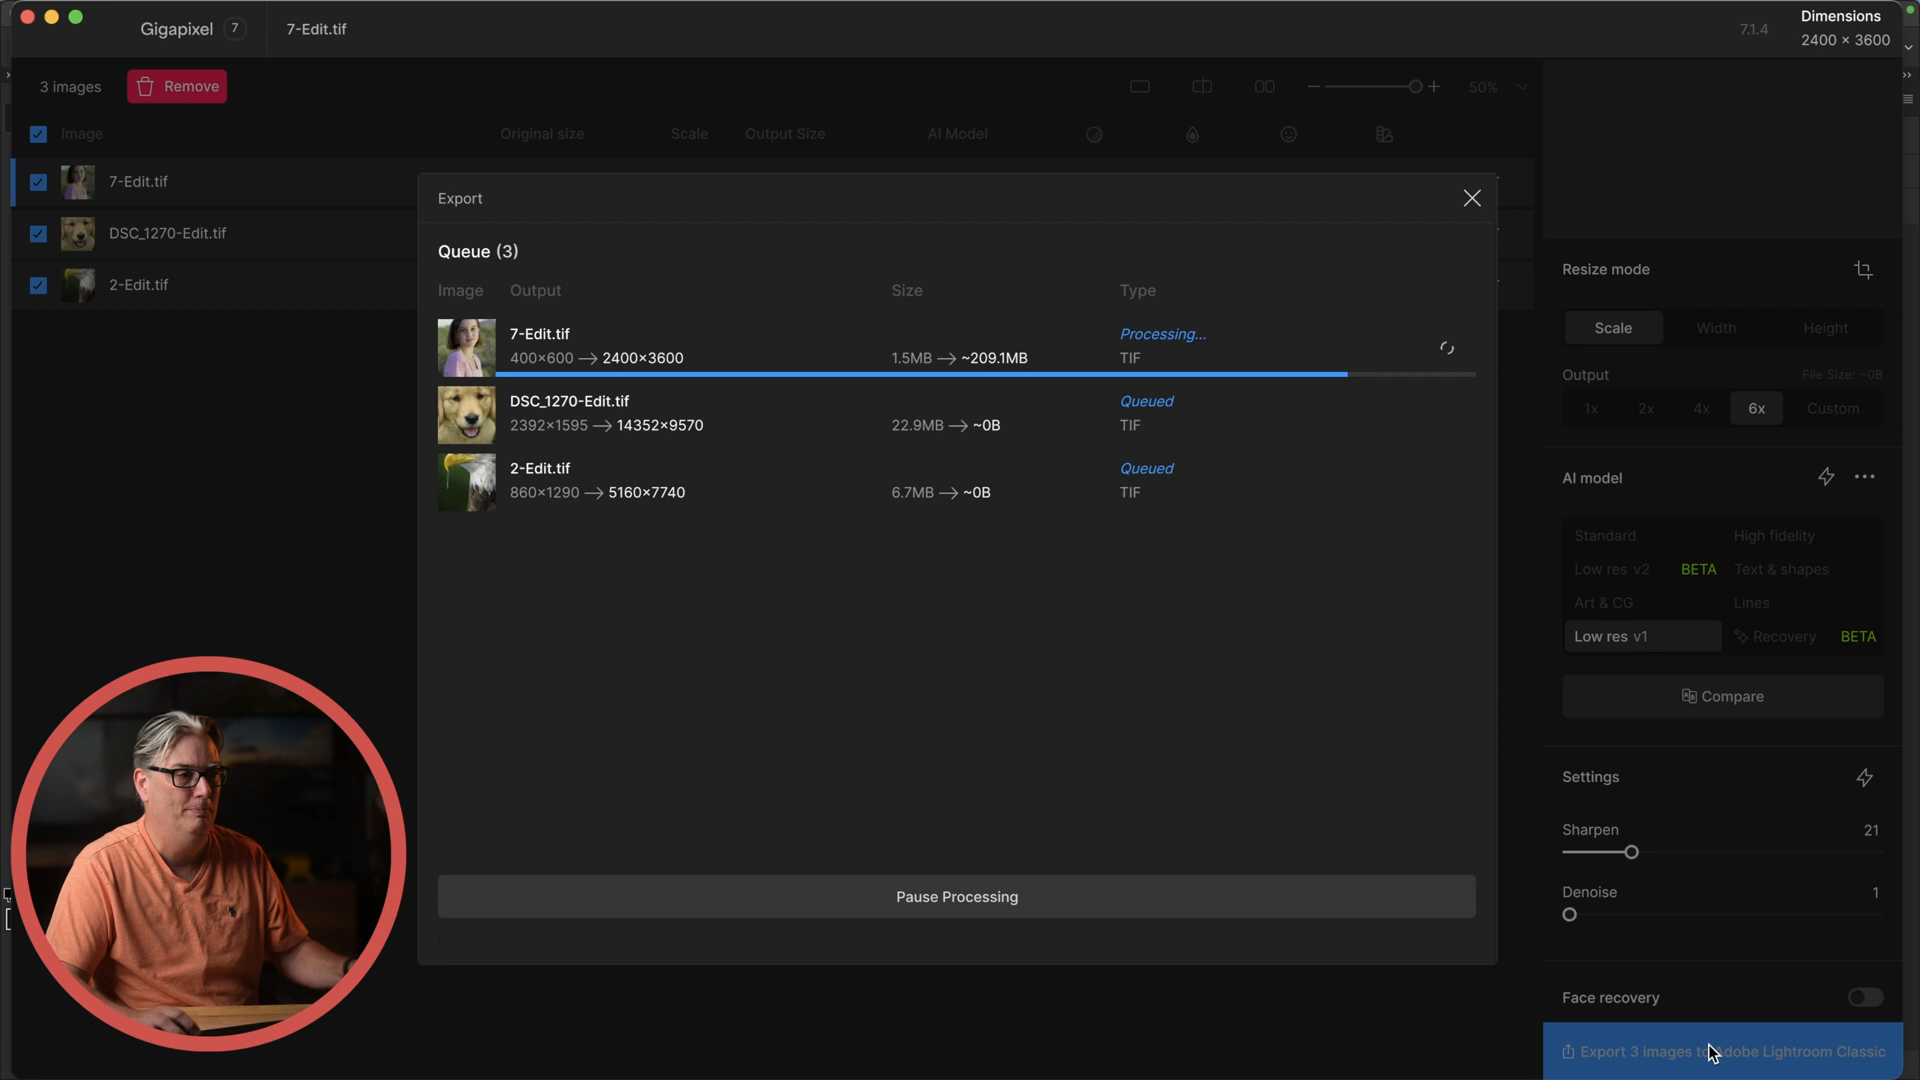 Gigapixel 7
7-Edit.tif
7.1.4
Dimensions
2400 × 3600
3 images
Remove
50%
Image
Original size
Scale
Output Size
AI Model
7-Edit.tif
DSC_1270-Edit.tif
2-Edit.tif
Export
Queue (3)
Image
Output
Size
Type
7-Edit.tif
Processing...
400×600 → 2400×3600
1.5MB → ~209.1MB
TIF
DSC_1270-Edit.tif
Queued
2392×1595 → 14352×9570
22.9MB → ~0B
TIF
2-Edit.tif
Queued
860×1290 → 5160×7740
6.7MB → ~0B
TIF
Pause Processing
Resize mode
Scale
Width
Height
Output
File Size: ~0B
1x
2x
4x
6x
Custom
AI model
Standard
High fidelity
Low res v2 BETA
Text & shapes
Art & CG
Lines
Low res v1
Recovery BETA
Compare
Settings
Sharpen
21
Denoise
1
Face recovery
Export 3 images to Adobe Lightroom Classic